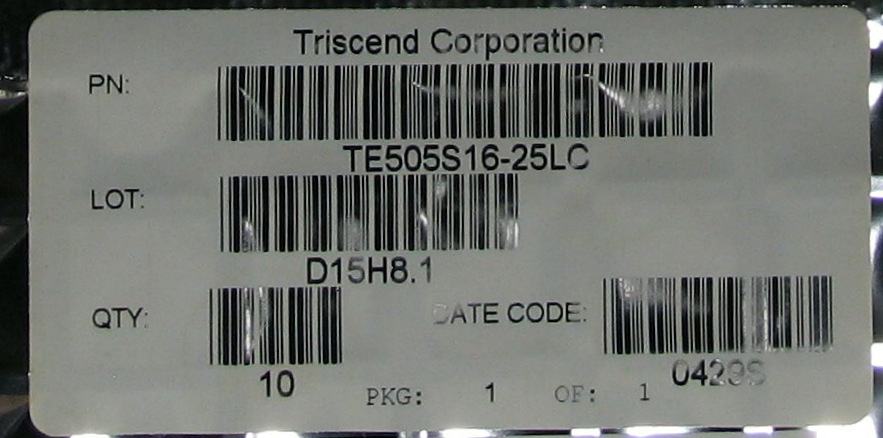 Triscend Corporation
PN:
TE505S16-25LC
LOT:
D15H8.1
QTY:
10
DATE CODE:
0429S
PKG: 1 OF: 1